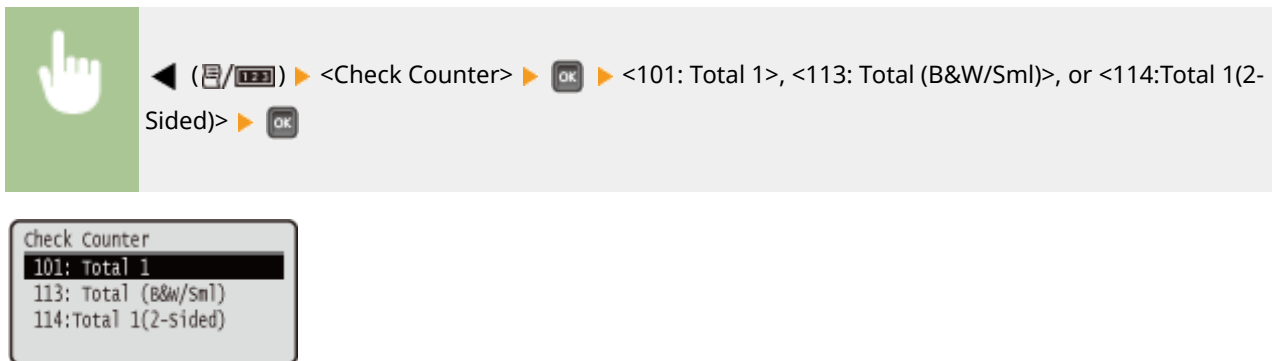 ◀ (/123) ▶ <Check Counter> ▶ OK ▶ <101: Total 1>, <113: Total (B&W/Sml)>, or <114:Total 1(2-
Sided)> ▶ OK
Check Counter
101: Total 1
113: Total (B&W/Sml)
114:Total 1(2-Sided)